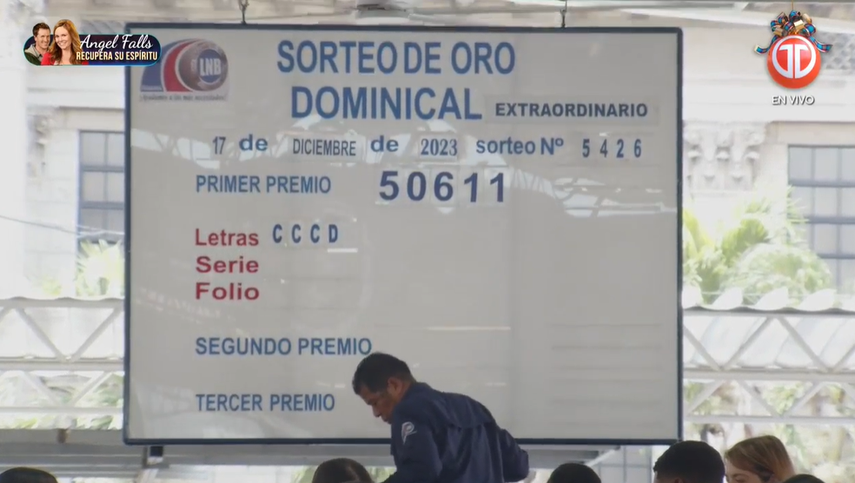 Angel Falls
RECUPERA SU ESPÍRITU
EN VIVO
LNB
SORTEO DE ORO
DOMINICAL EXTRAORDINARIO
17 de DICIEMBRE de 2023 sorteo Nº 5426
PRIMER PREMIO 50611
Letras CCCD
Serie
Folio
SEGUNDO PREMIO
TERCER PREMIO